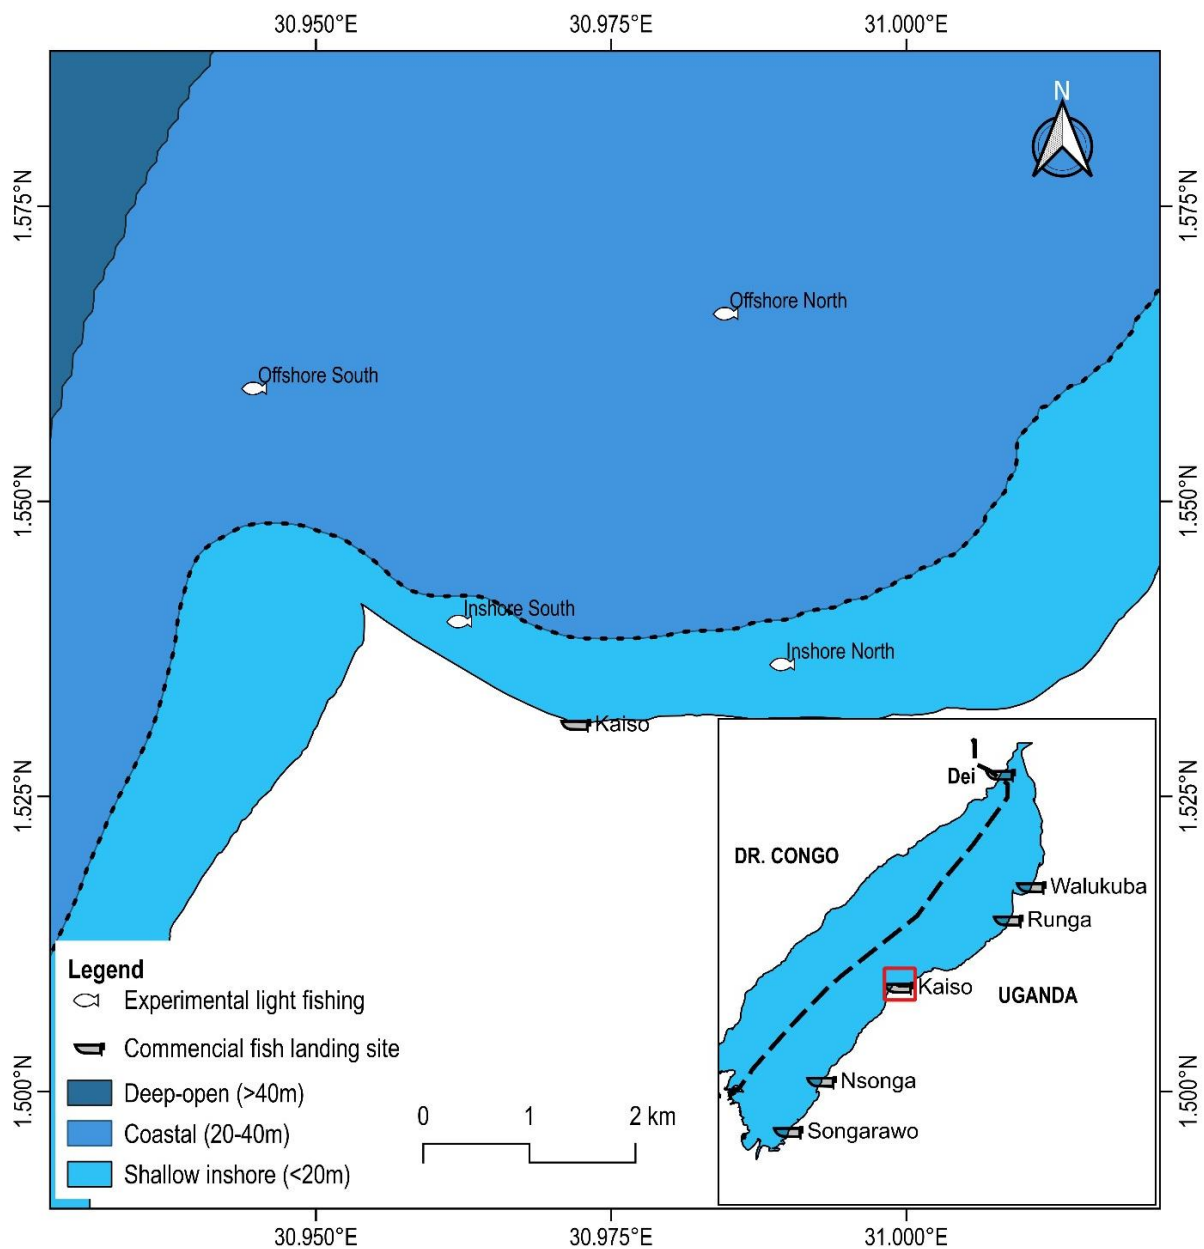 30.950°E
30.975°E
31.000°E
N
1.575°N
1.575°N
Offshore North
Offshore South
1.550°N
1.550°N
Inshore South
Inshore North
Kaiso
1.525°N
1.525°N
Dei
DR. CONGO
Walukuba
Runga
Kaiso
UGANDA
Nsonga
Songarawo
Legend
Experimental light fishing
Commencial fish landing site
Deep-open (>40m)
Coastal (20-40m)
Shallow inshore (<20m)
0 1 2 km
1.500°N
1.500°N
30.950°E
30.975°E
31.000°E